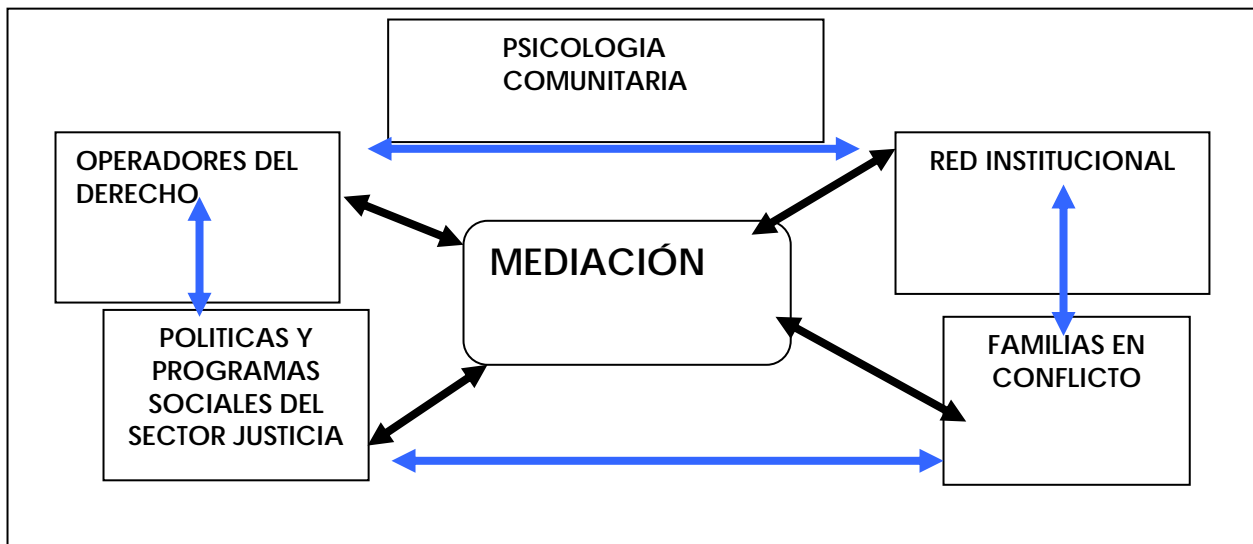 PSICOLOGIA
COMUNITARIA
OPERADORES DEL
DERECHO
RED INSTITUCIONAL
MEDIACIÓN
POLITICAS Y
PROGRAMAS
SOCIALES DEL
SECTOR JUSTICIA
FAMILIAS EN
CONFLICTO